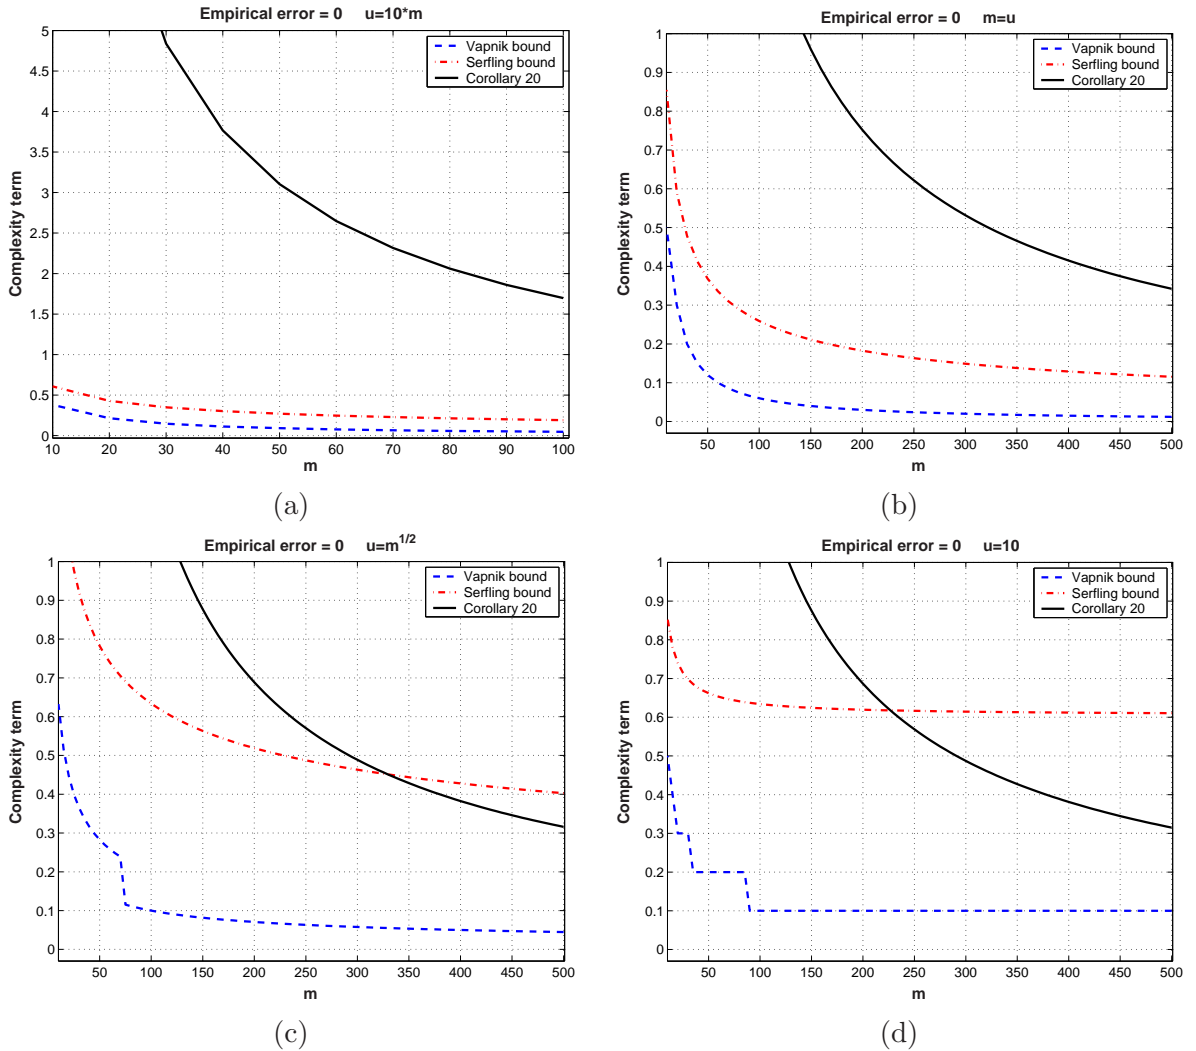 Empirical error = 0 u=10*m
5
4.5
4
3.5
3
2.5
2
1.5
1
0.5
0
Complexity term
10 20 30 40 50 60 70 80 90 100
m
Vapnik bound
Serfling bound
Corollary 20
(a)
Empirical error = 0 m=u
1
0.9
0.8
0.7
0.6
0.5
0.4
0.3
0.2
0.1
0
Complexity term
50 100 150 200 250 300 350 400 450 500
m
Vapnik bound
Serfling bound
Corollary 20
(b)
Empirical error = 0 u=m^1/2
1
0.9
0.8
0.7
0.6
0.5
0.4
0.3
0.2
0.1
0
Complexity term
50 100 150 200 250 300 350 400 450 500
m
Vapnik bound
Serfling bound
Corollary 20
(c)
Empirical error = 0 u=10
1
0.9
0.8
0.7
0.6
0.5
0.4
0.3
0.2
0.1
0
Complexity term
50 100 150 200 250 300 350 400 450 500
m
Vapnik bound
Serfling bound
Corollary 20
(d)